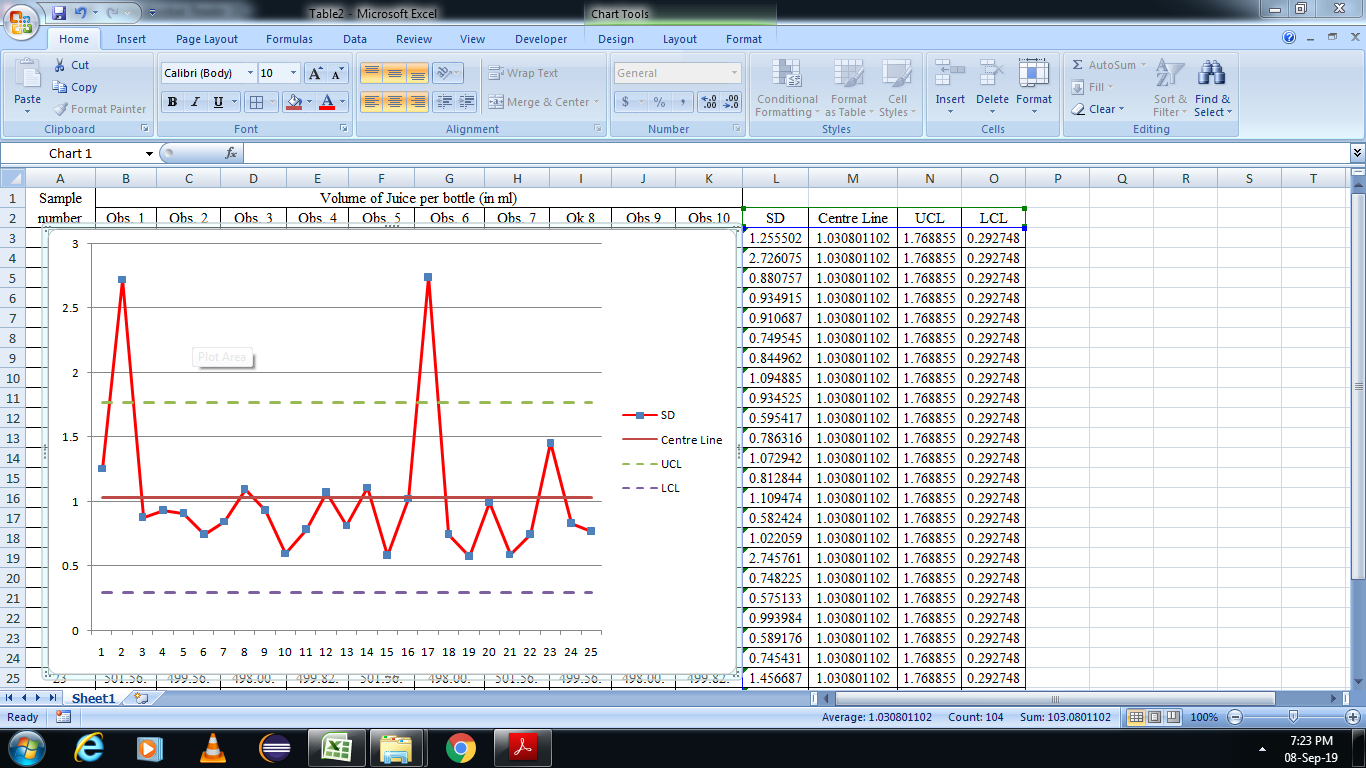 Table2 - Microsoft Excel
Chart Tools
Home Insert Page Layout Formulas Data Review View Developer Design Layout Format
Paste
Cut
Copy
Format Painter
Clipboard
Calibri (Body) 10
B I U
Font
Wrap Text
Merge & Center
Alignment
General
$ % ,
Number
Conditional Formatting
Format as Table
Cell Styles
Styles
Insert Delete Format
Cells
Σ AutoSum
Fill
Clear
Sort & Filter
Find & Select
Editing
Chart 1 fx
A B C D E F G H I J K L M N O P Q R S T
1 Sample Volume of Juice per bottle (in ml)
2 number Obs. 1 Obs. 2 Obs. 3 Obs. 4 Obs. 5 Obs. 6 Obs. 7 Ok 8 Obs.9 Obs.10 SD Centre Line UCL LCL
3 1.255502 1.030801102 1.768855 0.292748
4 2.726075 1.030801102 1.768855 0.292748
5 0.880757 1.030801102 1.768855 0.292748
6 0.934915 1.030801102 1.768855 0.292748
7 0.910687 1.030801102 1.768855 0.292748
8 0.749545 1.030801102 1.768855 0.292748
9 0.844962 1.030801102 1.768855 0.292748
10 1.094885 1.030801102 1.768855 0.292748
11 0.934525 1.030801102 1.768855 0.292748
12 0.595417 1.030801102 1.768855 0.292748
13 0.786316 1.030801102 1.768855 0.292748
14 1.072942 1.030801102 1.768855 0.292748
15 0.812844 1.030801102 1.768855 0.292748
16 1.109474 1.030801102 1.768855 0.292748
17 0.582424 1.030801102 1.768855 0.292748
18 1.022059 1.030801102 1.768855 0.292748
19 2.745761 1.030801102 1.768855 0.292748
20 0.748225 1.030801102 1.768855 0.292748
21 0.575133 1.030801102 1.768855 0.292748
22 0.993984 1.030801102 1.768855 0.292748
23 0.589176 1.030801102 1.768855 0.292748
24 0.745431 1.030801102 1.768855 0.292748
25 23 501.56. 499.56. 498.00. 499.82. 501.56. 498.00. 501.56. 499.56. 498.00. 499.82. 1.456687 1.030801102 1.768855 0.292748
3
2.5
2
1.5
1
0.5
0
1 2 3 4 5 6 7 8 9 10 11 12 13 14 15 16 17 18 19 20 21 22 23 24 25
Plot Area
SD
Centre Line
UCL
LCL
Sheet1
Ready
Average: 1.030801102 Count: 104 Sum: 103.0801102 100%
7:23 PM
08-Sep-19